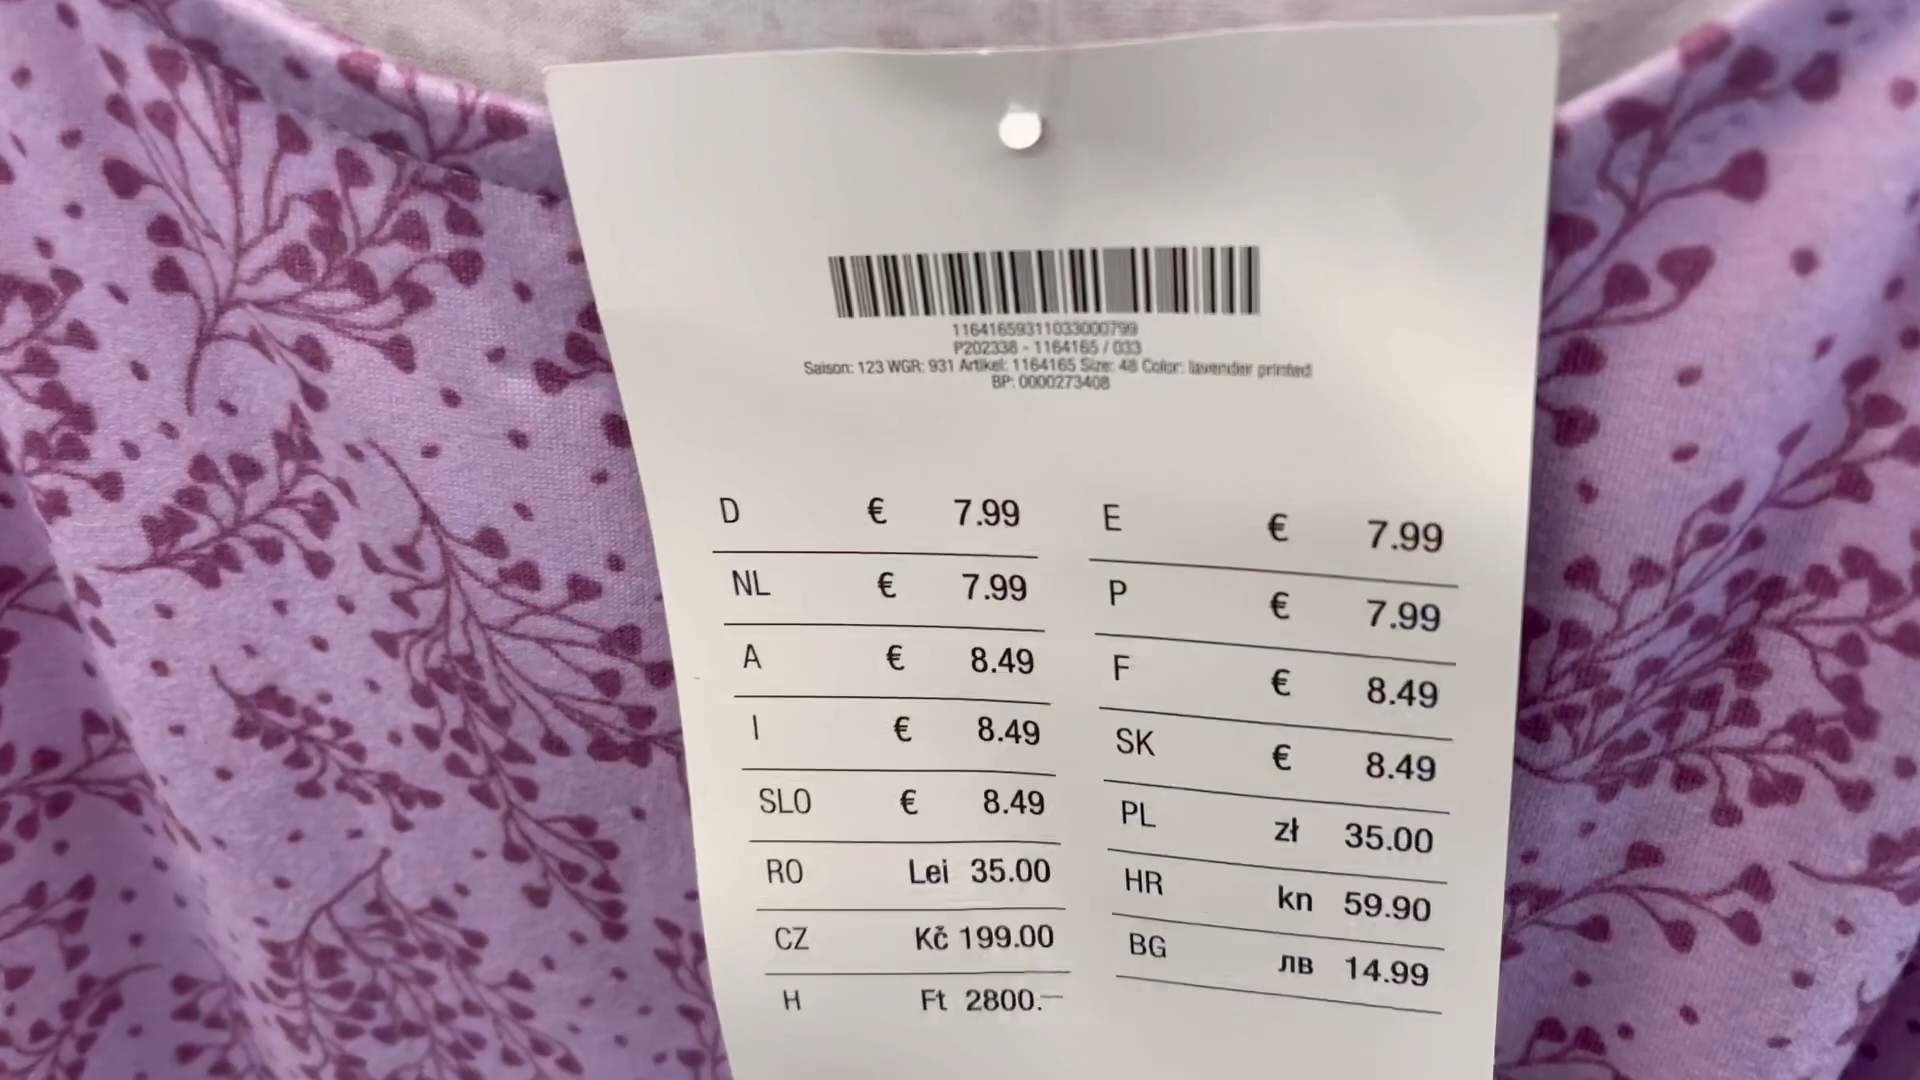 11641659311033000799
P202338 - 1164165 / 033
Saison: 123 WGR: 931 Artikel: 1164165 Size: 48 Color: lavender printed
BP: 0000273408
D € 7.99
NL € 7.99
A € 8.49
I € 8.49
SLO € 8.49
RO Lei 35.00
CZ Kč 199.00
H Ft 2800.–
E € 7.99
P € 7.99
F € 8.49
SK € 8.49
PL zł 35.00
HR kn 59.90
BG лв 14.99